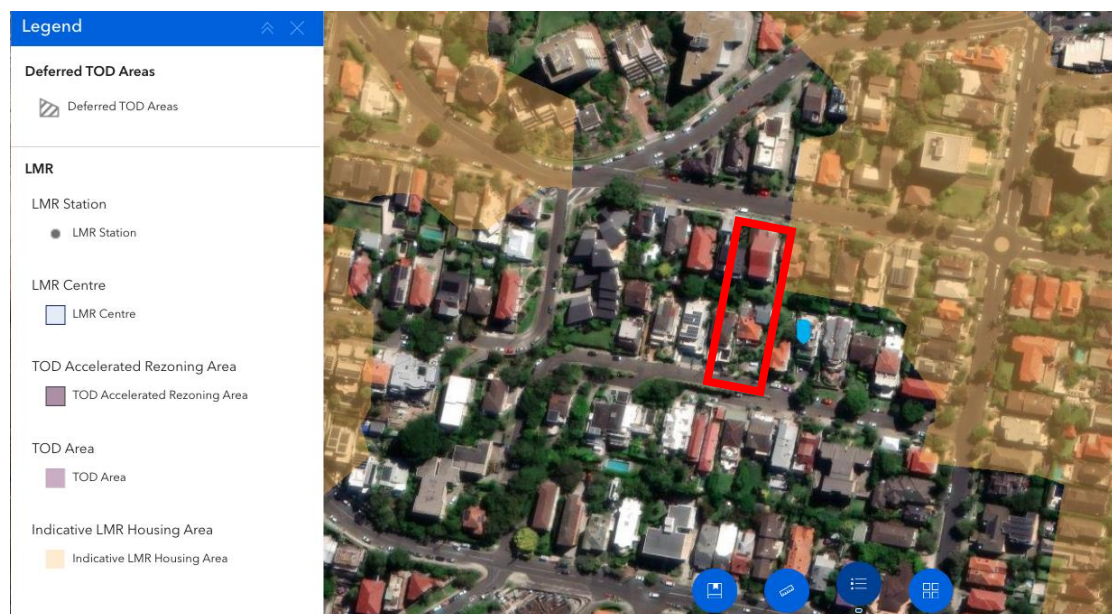 Legend
Deferred TOD Areas
Deferred TOD Areas
LMR
LMR Station
LMR Station
LMR Centre
LMR Centre
TOD Accelerated Rezoning Area
TOD Accelerated Rezoning Area
TOD Area
TOD Area
Indicative LMR Housing Area
Indicative LMR Housing Area